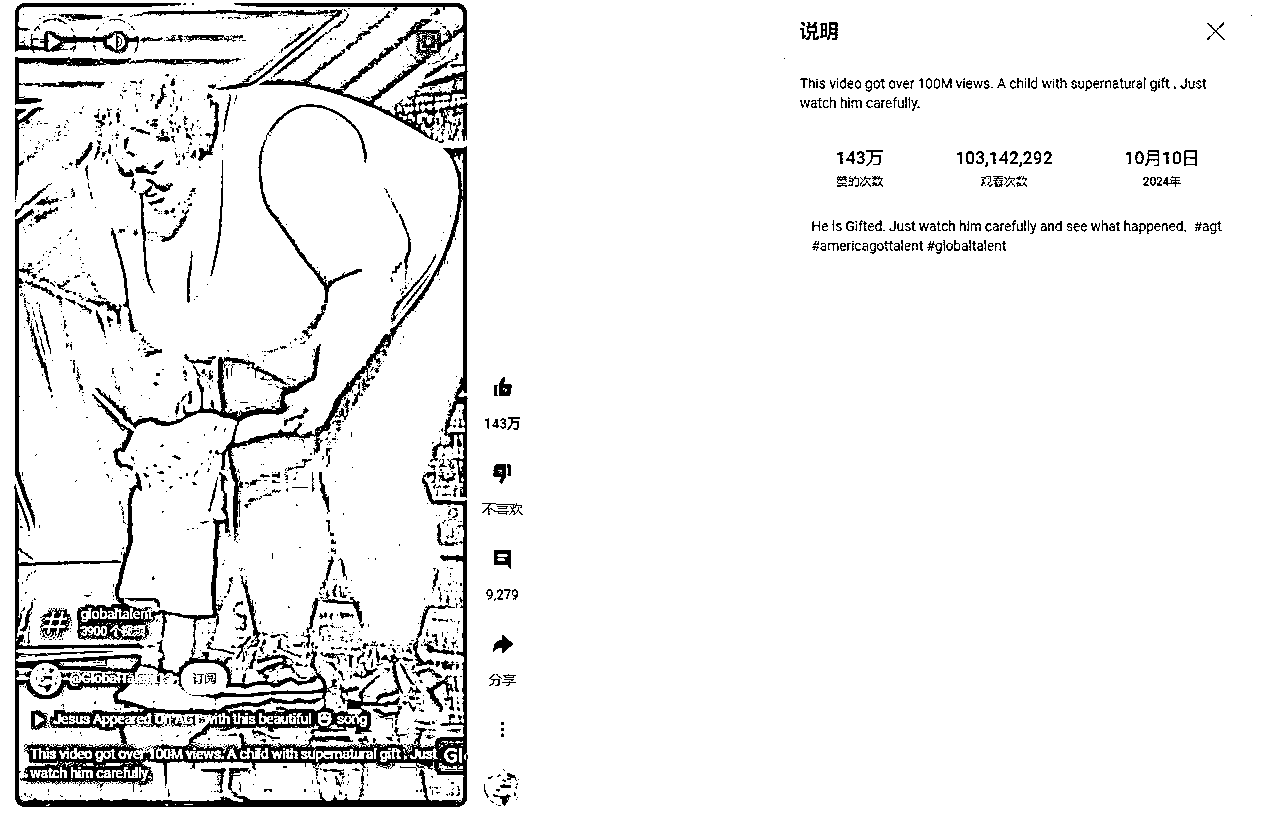 globaltalent
订阅
Jesus Appeared On AGT with this beautiful song
This video got over 100M views. A child with supernatural gift . Just
watch him carefully.
143万
不喜欢
9,279
分享
说明
This video got over 100M views. A child with supernatural gift . Just
watch him carefully.
143万
103,142,292
10月10日
赞的次数
观看次数
2024年
He is Gifted. Just watch him carefully and see what happened. #agt
#americagottalent #globaltalent